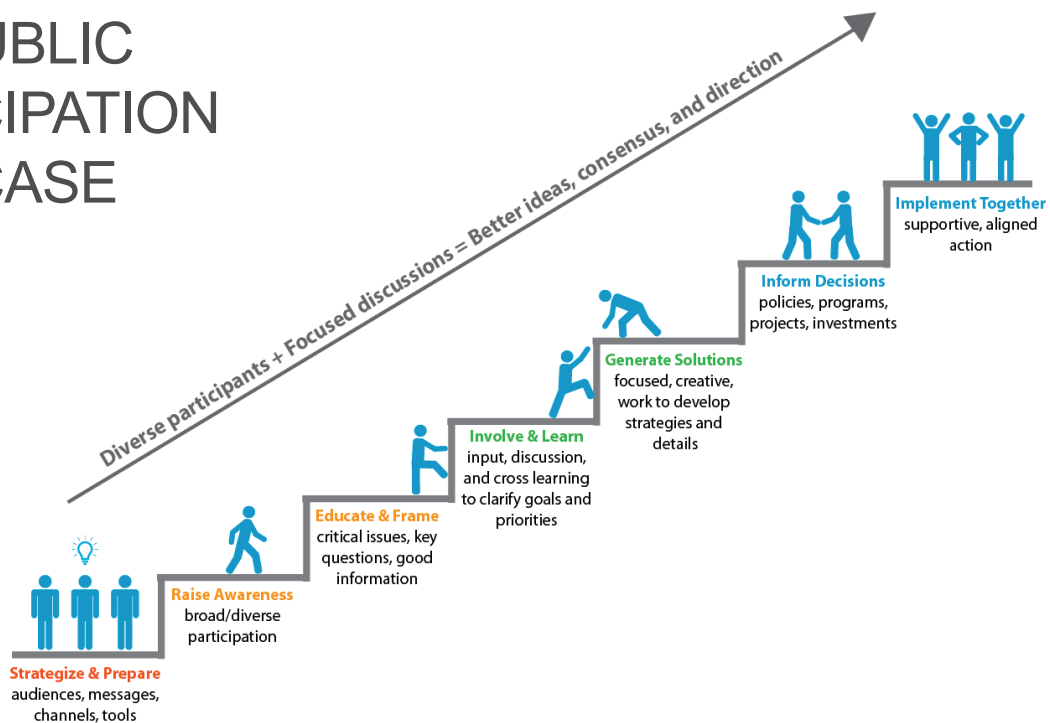 UBLIC
CIPATION
CASE
Diverse participants + Focused discussions = Better ideas, consensus, and direction
Implement Together
supportive, aligned
action
Inform Decisions
policies, programs,
projects, investments
Generate Solutions
focused, creative,
work to develop
strategies and
details
Involve & Learn
input, discussion,
and cross learning
to clarify goals and
priorities
Educate & Frame
critical issues, key
questions, good
information
Raise Awareness
broad/diverse
participation
Strategize & Prepare
audiences, messages,
channels, tools